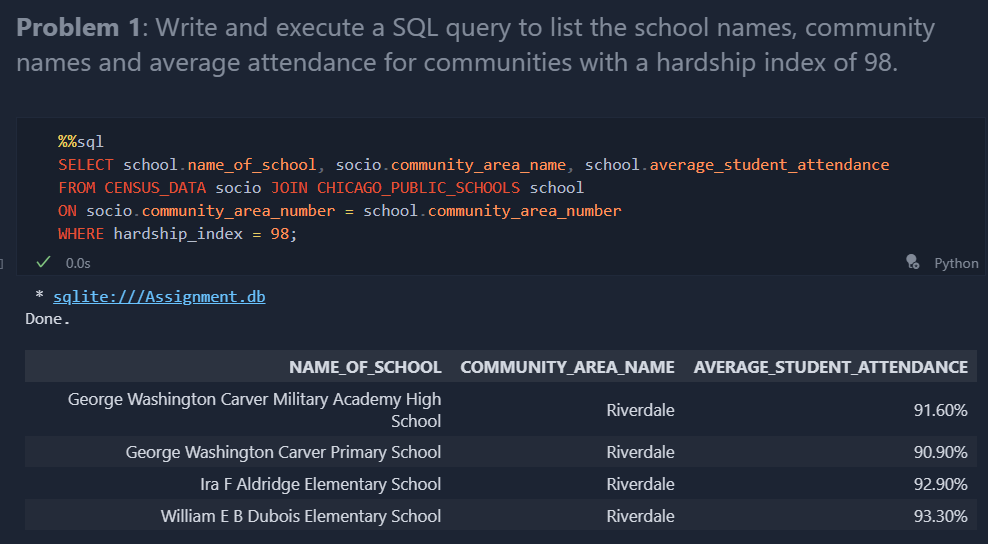 Problem 1: Write and execute a SQL query to list the school names, community
names and average attendance for communities with a hardship index of 98.
%%sql
SELECT school.name_of_school, socio.community_area_name, school.average_student_attendance
FROM CENSUS_DATA socio JOIN CHICAGO_PUBLIC_SCHOOLS school
ON socio.community_area_number = school.community_area_number
WHERE hardship_index = 98;
0.0s Python
* sqlite:///Assignment.db
Done.
NAME_OF_SCHOOL COMMUNITY_AREA_NAME AVERAGE_STUDENT_ATTENDANCE
George Washington Carver Military Academy High
School Riverdale 91.60%
George Washington Carver Primary School Riverdale 90.90%
Ira F Aldridge Elementary School Riverdale 92.90%
William E B Dubois Elementary School Riverdale 93.30%